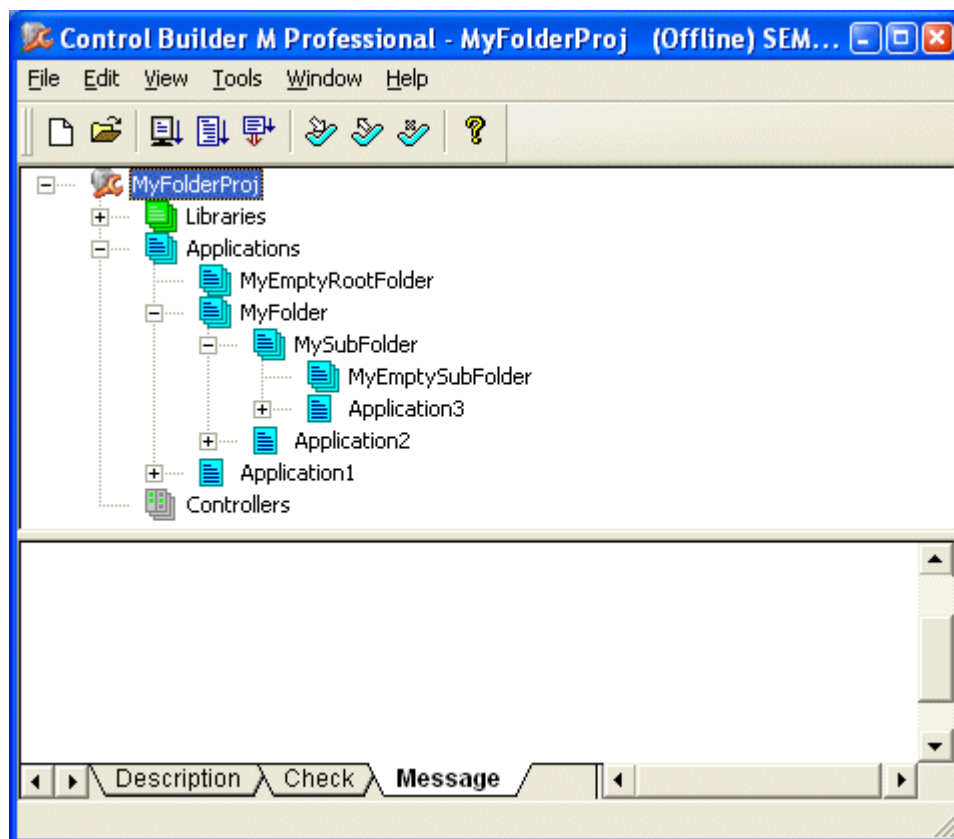 Control Builder M Professional - MyFolderProj (Offline) SEM...
File Edit View Tools Window Help
MyFolderProj
Libraries
Applications
MyEmptyRootFolder
MyFolder
MySubFolder
MyEmptySubFolder
Application3
Application2
Application1
Controllers
Description Check Message